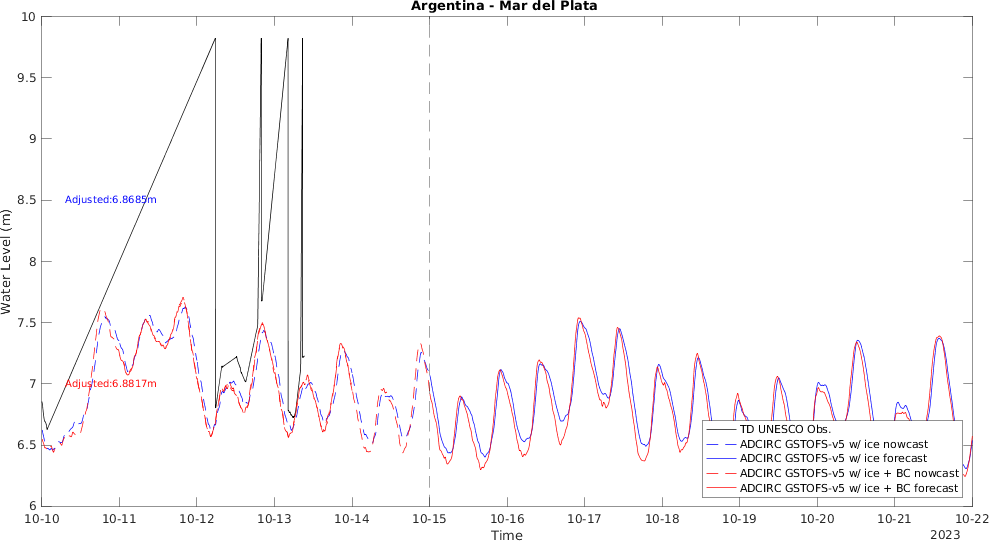 Argentina - Mar del Plata
10
9.5
9
8.5
8
7.5
7
6.5
6
Water Level (m)
Adjusted:6.8685m
Adjusted:6.8817m
TD UNESCO Obs.
ADCIRC GSTOFS-v5 w/ ice nowcast
ADCIRC GSTOFS-v5 w/ ice forecast
ADCIRC GSTOFS-v5 w/ ice + BC nowcast
ADCIRC GSTOFS-v5 w/ ice + BC forecast
10-10 10-11 10-12 10-13 10-14 10-15 10-16 10-17 10-18 10-19 10-20 10-21 10-22
Time
2023